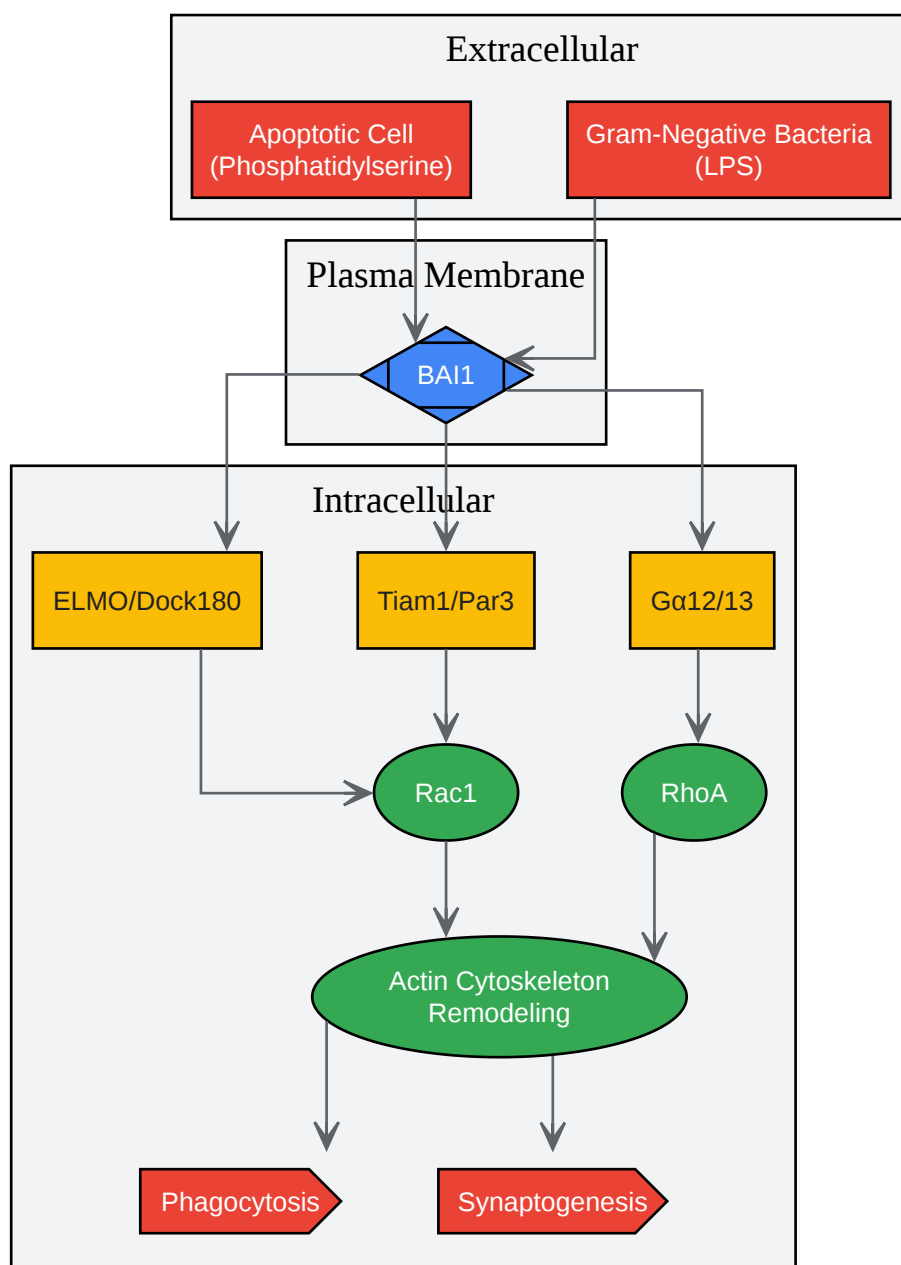 Extracellular
Apoptotic Cell
(Phosphatidylserine)
Gram-Negative Bacteria
(LPS)
Plasma Membrane
BAI1
Intracellular
ELMO/Dock180
Tiam1/Par3
Gα12/13
Rac1
RhoA
Actin Cytoskeleton
Remodeling
Phagocytosis
Synaptogenesis